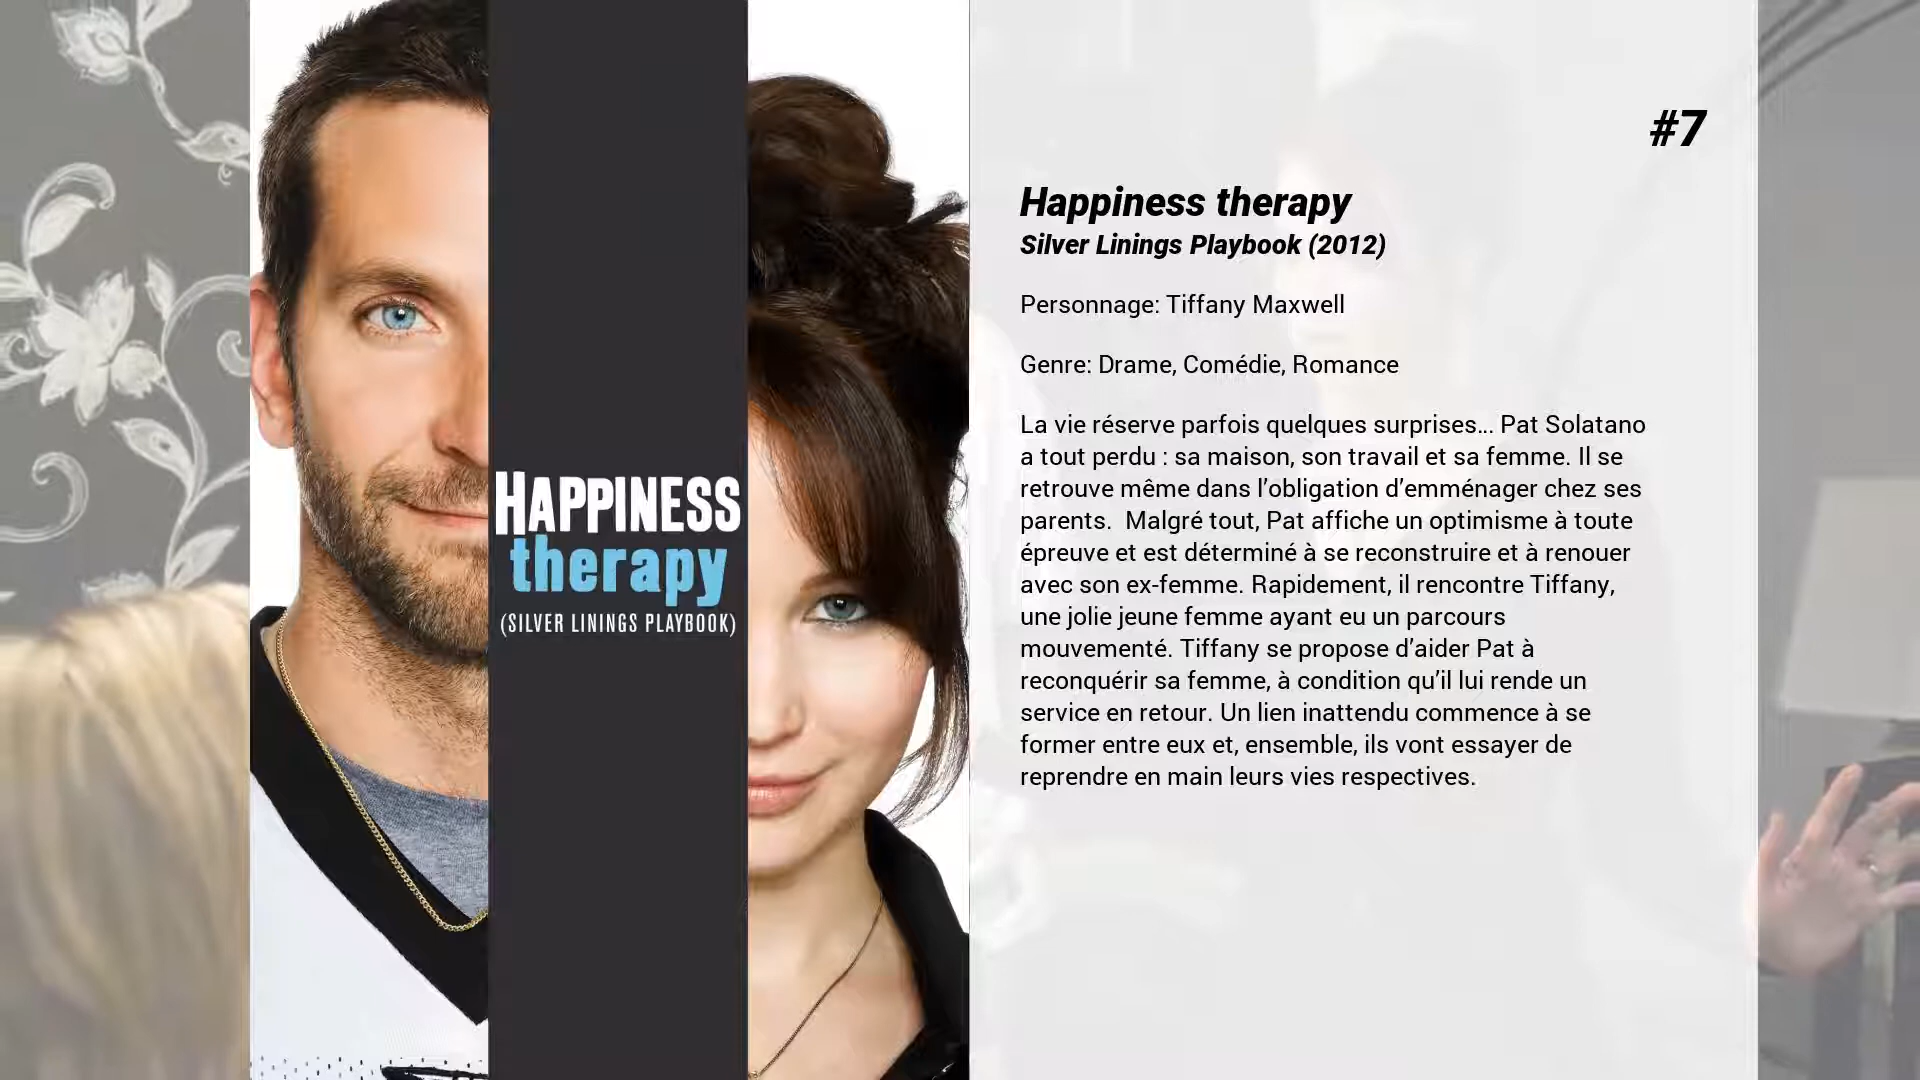 HAPPINESS
therapy
(SILVER LININGS PLAYBOOK)
#7
Happiness therapy
Silver Linings Playbook (2012)
Personnage: Tiffany Maxwell
Genre: Drame, Comédie, Romance
La vie réserve parfois quelques surprises... Pat Solatano
a tout perdu : sa maison, son travail et sa femme. Il se
retrouve même dans l’obligation d’emménager chez ses
parents.  Malgré tout, Pat affiche un optimisme à toute
épreuve et est déterminé à se reconstruire et à renouer
avec son ex-femme. Rapidement, il rencontre Tiffany,
une jolie jeune femme ayant eu un parcours
mouvementé. Tiffany se propose d’aider Pat à
reconquérir sa femme, à condition qu’il lui rende un
service en retour. Un lien inattendu commence à se
former entre eux et, ensemble, ils vont essayer de
reprendre en main leurs vies respectives.